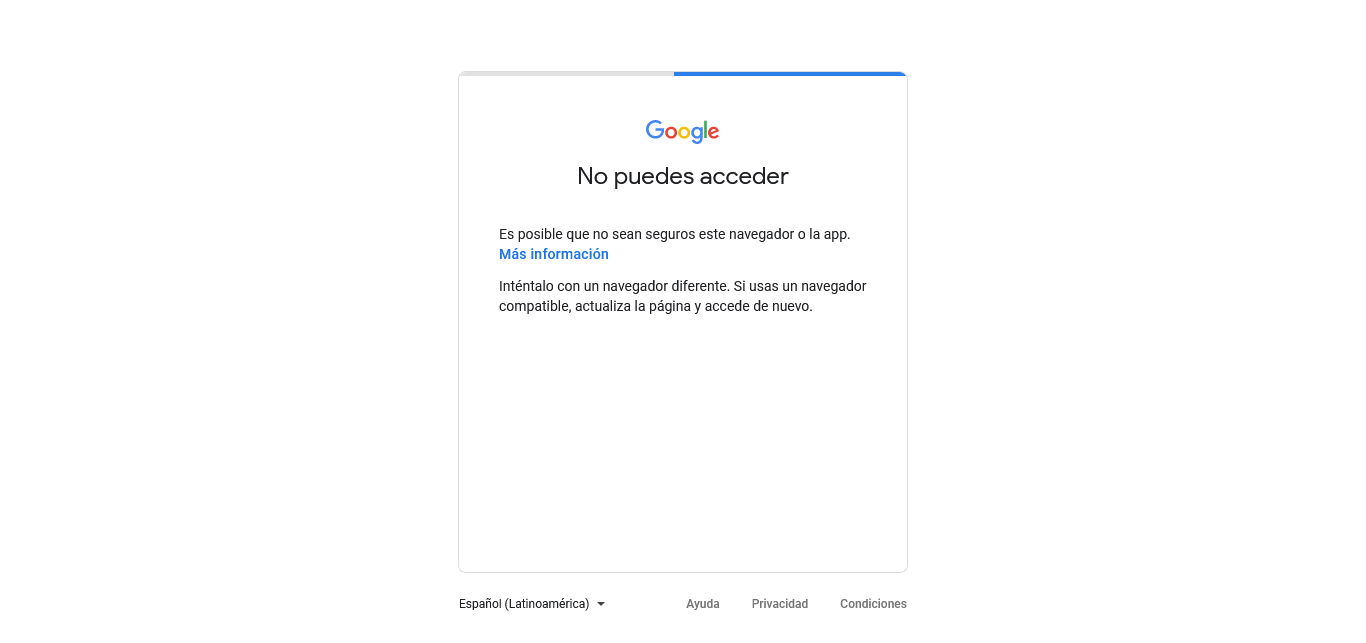 Google
No puedes acceder
Es posible que no sean seguros este navegador o la app.
Más información
Inténtalo con un navegador diferente. Si usas un navegador
compatible, actualiza la página y accede de nuevo.
Español (Latinoamérica) Ayuda Privacidad Condiciones